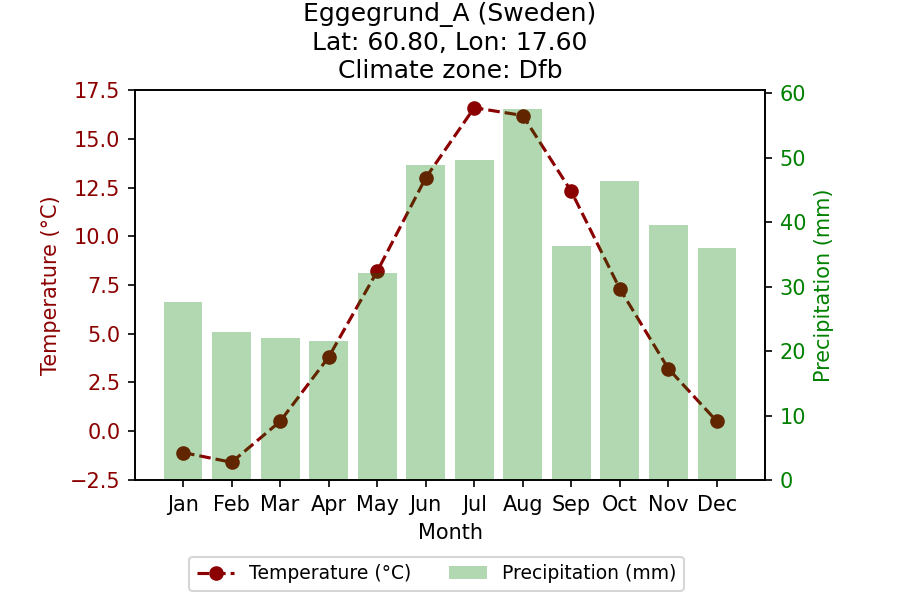 Eggegrund_A (Sweden)
Lat: 60.80, Lon: 17.60
Climate zone: Dfb
17.5
15.0
12.5
10.0
7.5
5.0
2.5
0.0
−2.5
Temperature (°C)
60
50
40
30
20
10
0
Precipitation (mm)
Jan Feb Mar Apr May Jun Jul Aug Sep Oct Nov Dec
Month
Temperature (°C) Precipitation (mm)